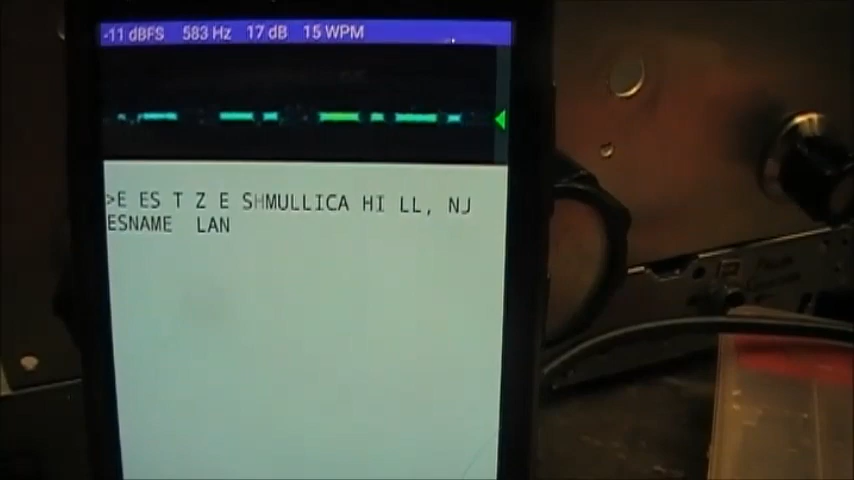 -11 dBFS 583 Hz 17 dB 15 WPM
>E ES T Z E SHMULLICA HI LL, NJ
ESNAME LAN